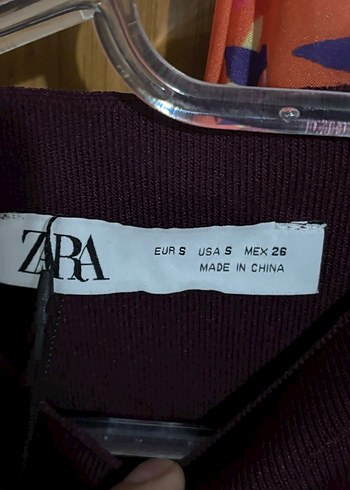 ZARA
EUR S USA S MEX 26
MADE IN CHINA